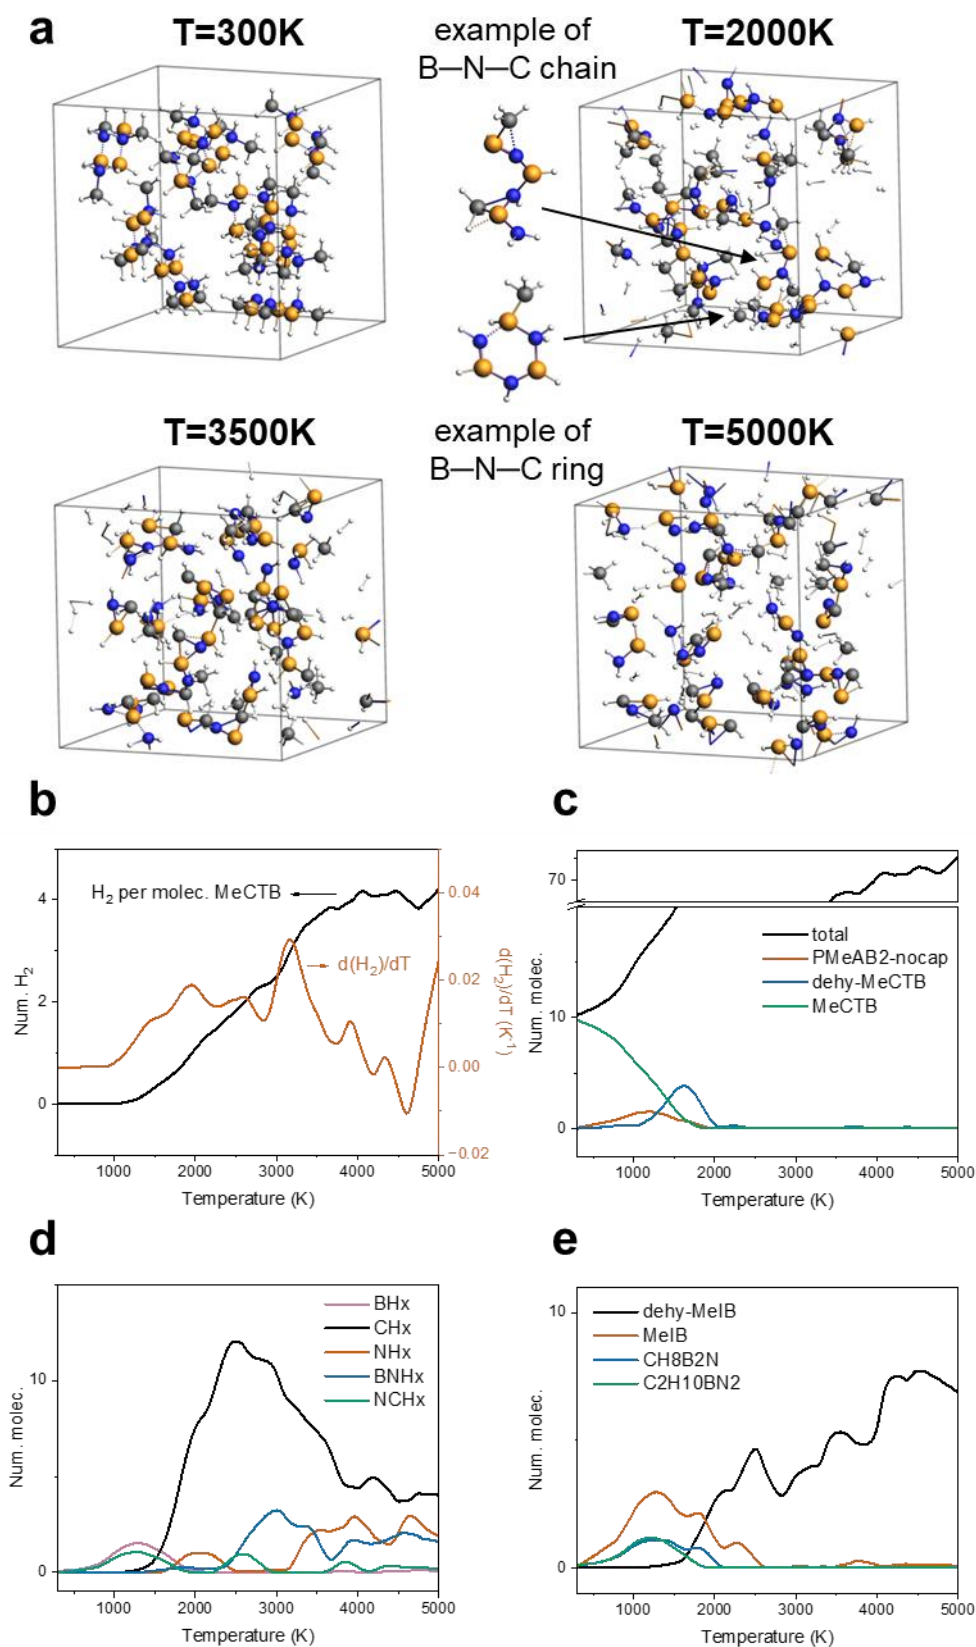 a
T=300K
example of
B—N—C chain
T=2000K
T=3500K
example of
B—N—C ring
T=5000K
b
Num. H2
4
2
0
H2 per molec. MeCTB
d(H2)/dT
0.04
0.02
0.00
−0.02
d(H2)/dT (K-1)
1000
2000
3000
4000
5000
Temperature (K)
c
Num. molec.
70
10
0
total
PMeAB2-nocap
dehy-MeCTB
MeCTB
1000
2000
3000
4000
5000
Temperature (K)
d
Num. molec.
10
0
BHx
CHx
NHx
BNHx
NCHx
1000
2000
3000
4000
5000
Temperature (K)
e
Num. molec.
10
0
dehy-MeIB
MeIB
CH8B2N
C2H10BN2
1000
2000
3000
4000
5000
Temperature (K)